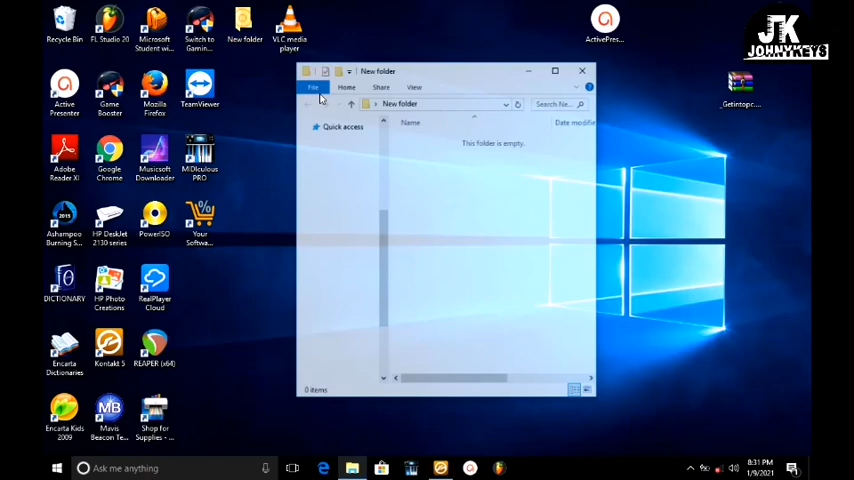 Recycle Bin
FL Studio 20
Microsoft
Student wi...
Switch to
Gamin...
New folder
VLC media
player
ActivePres...
JK
JOHNYKEYS
New folder
File
Home
Share
View
New folder
Search Ne...
Quick access
Name
Date modifie
This folder is empty.
0 items
Active
Presenter
Game
Booster
Mozilla
Firefox
TeamViewer
_Getintopc....
Adobe
Reader XI
Google
Chrome
Musicsoft
Downloader
MIDIculous
PRO
2015
Ashampoo
Burning S...
HP DeskJet
2130 series
PowerISO
Your
Softwa...
DICTIONARY
HP Photo
Creations
RealPlayer
Cloud
Encarta
Dictionaries
Kontakt 5
REAPER (x64)
Encarta Kids
2009
MB
Mavis
Beacon Te...
Shop for
Supplies - ...
Ask me anything
8:31 PM
1/9/2021